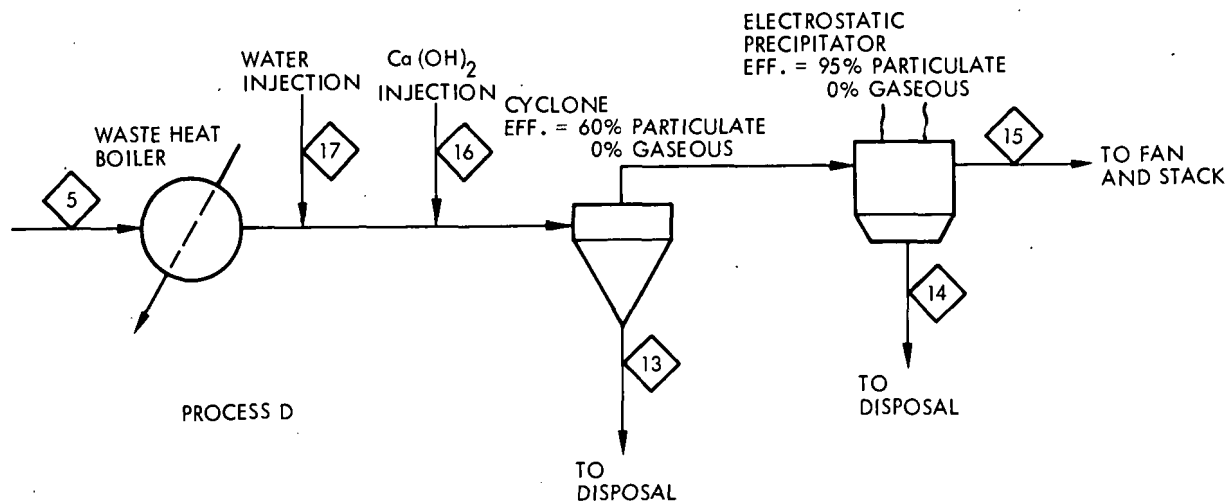 ELECTROSTATIC
PRECIPITATOR
EFF. = 95% PARTICULATE
0% GASEOUS
WATER
INJECTION
Ca(OH)2
INJECTION
CYCLONE
EFF. = 60% PARTICULATE
0% GASEOUS
WASTE HEAT
BOILER
17
16
15
TO FAN
AND STACK
5
14
13
TO
DISPOSAL
PROCESS D
TO
DISPOSAL